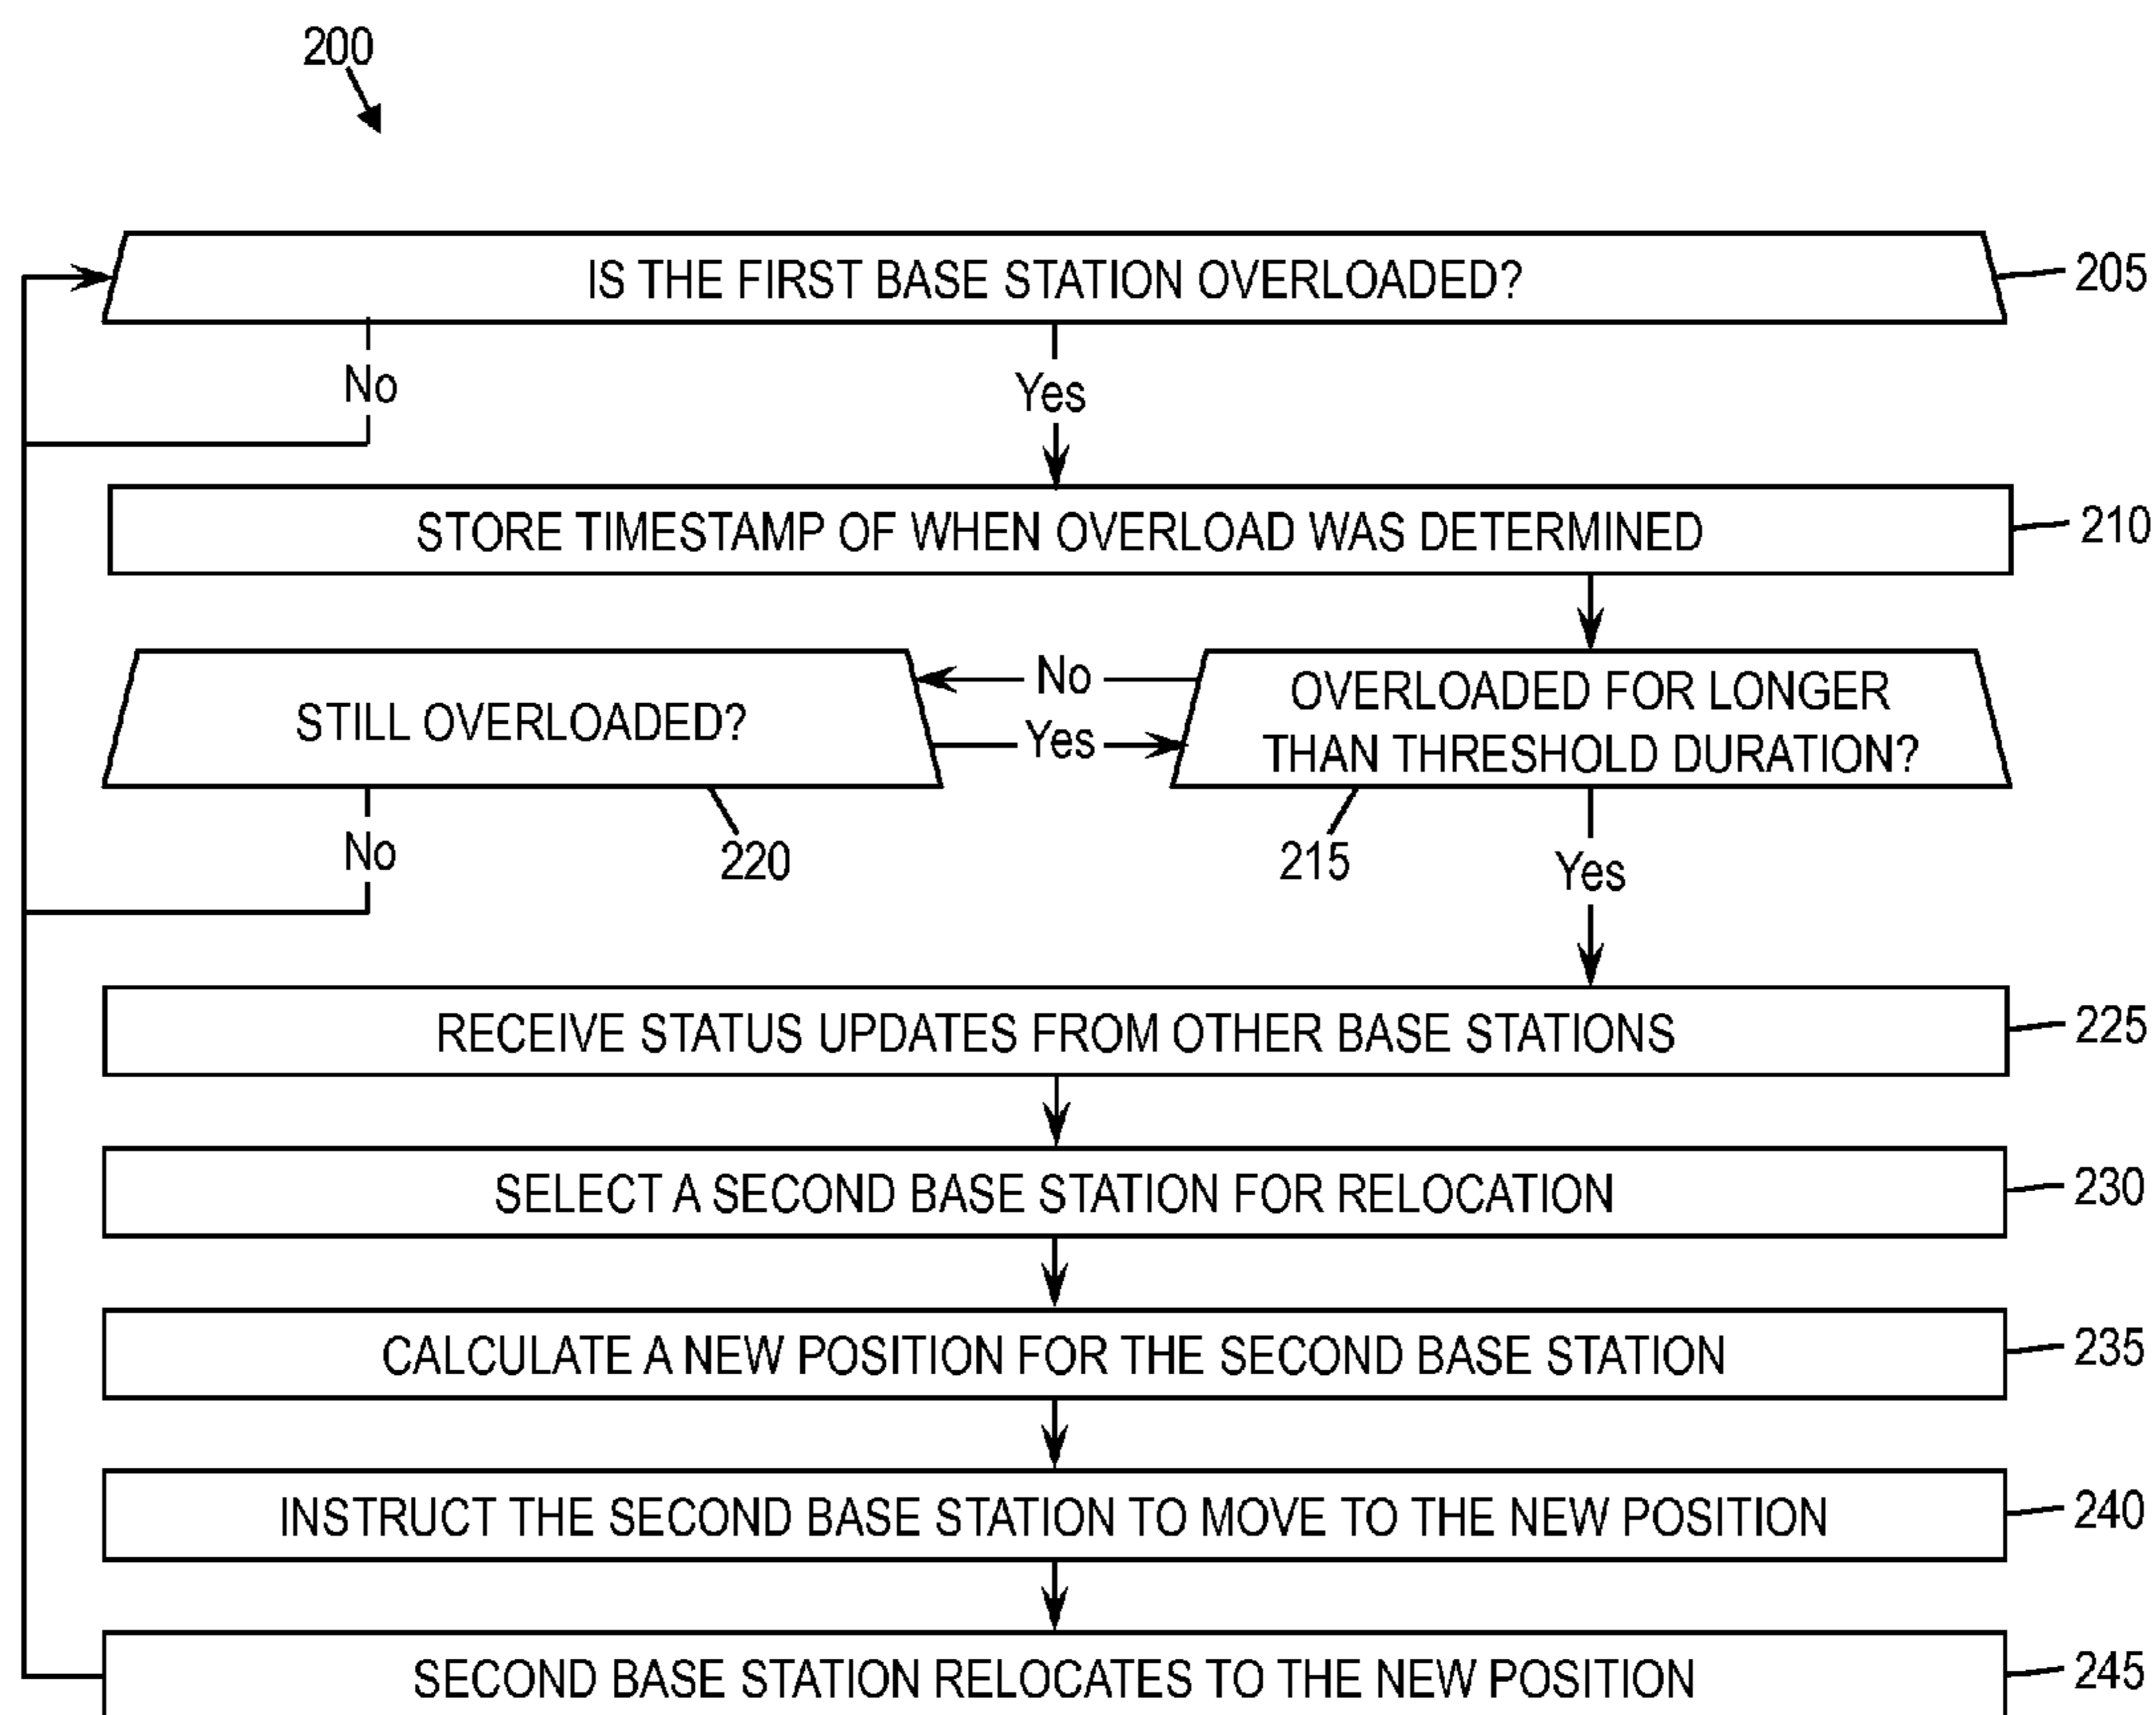 200
IS THE FIRST BASE STATION OVERLOADED?
205
No
Yes
STORE TIMESTAMP OF WHEN OVERLOAD WAS DETERMINED
210
STILL OVERLOADED?
No
Yes
OVERLOADED FOR LONGER
THAN THRESHOLD DURATION?
No
220
215
Yes
RECEIVE STATUS UPDATES FROM OTHER BASE STATIONS
225
SELECT A SECOND BASE STATION FOR RELOCATION
230
CALCULATE A NEW POSITION FOR THE SECOND BASE STATION
235
INSTRUCT THE SECOND BASE STATION TO MOVE TO THE NEW POSITION
240
SECOND BASE STATION RELOCATES TO THE NEW POSITION
245